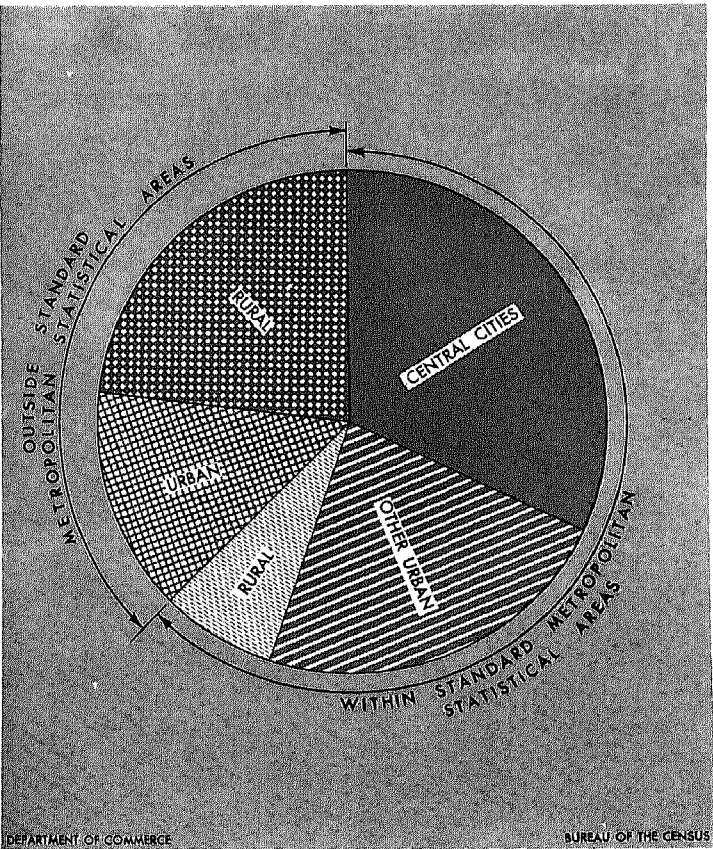 OUTSIDE STANDARD
METROPOLITAN STATISTICAL AREAS
RURAL
CENTRAL CITIES
URBAN
RURAL
OTHER URBAN
WITHIN STANDARD METROPOLITAN
STATISTICAL AREAS
DEPARTMENT OF COMMERCE
BUREAU OF THE CENSUS